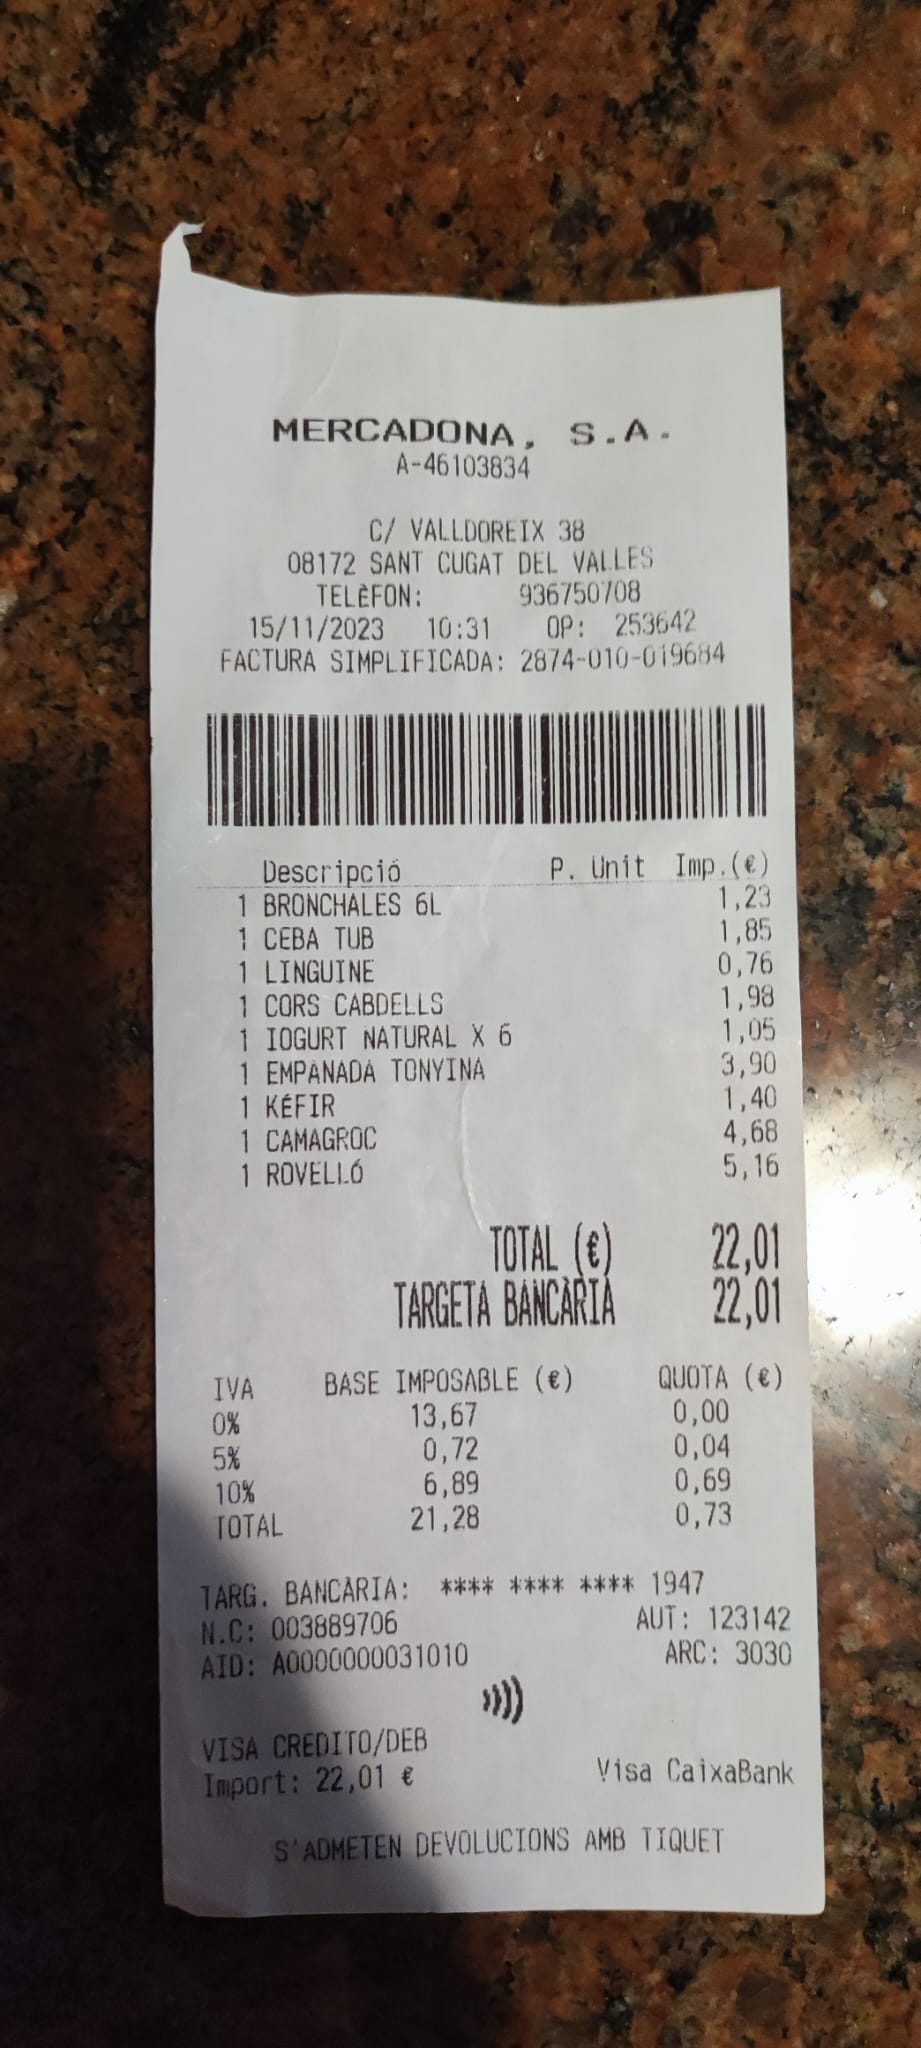 MERCADONA, S.A.
A-46103834
C/ VALLDOREIX 38
08172 SANT CUGAT DEL VALLES
TELÈFON: 936750708
15/11/2023 10:31 OP: 253642
FACTURA SIMPLIFICADA: 2874-010-019684
Descripció P. Unit Imp.(€)
1 BRONCHALES 6L 1,23
1 CEBA TUB 1,85
1 LINGUINE 0,76
1 CORS CABDELLS 1,98
1 IOGURT NATURAL X 6 1,05
1 EMPANADA TONYINA 3,90
1 KÉFIR 1,40
1 CAMAGROC 4,68
1 ROVELLÓ 5,16
TOTAL (€) 22,01
TARGETA BANCÀRIA 22,01
IVA BASE IMPOSABLE (€) QUOTA (€)
0% 13,67 0,00
5% 0,72 0,04
10% 6,89 0,69
TOTAL 21,28 0,73
TARG. BANCÀRIA: **** **** **** 1947
N.C: 003889706 AUT: 123142
AID: A0000000031010 ARC: 3030
VISA CREDITO/DEB
Import: 22,01 € Visa CaixaBank
S'ADMETEN DEVOLUCIONS AMB TIQUET